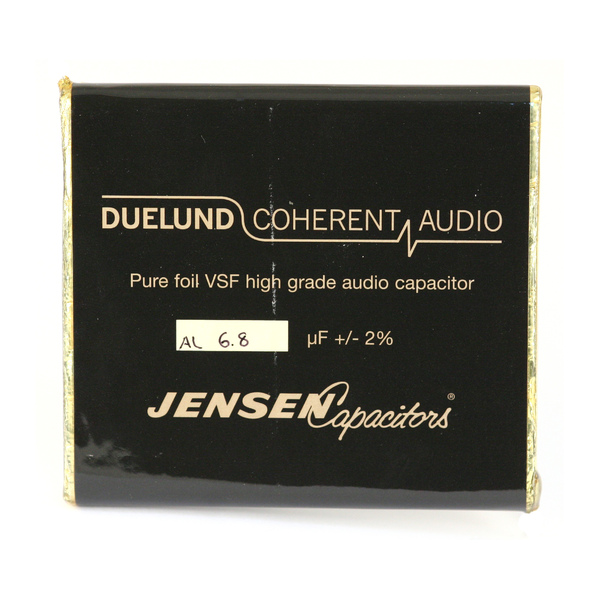 DUELUND COHERENT AUDIO
Pure foil VSF high grade audio capacitor
AL 6.8 µF +/- 2%
JENSEN Capacitors®